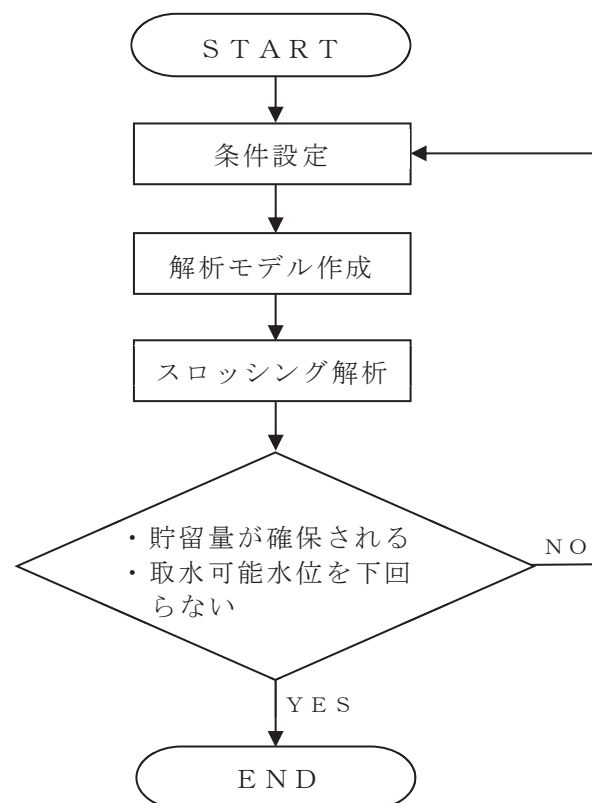 START
条件設定
解析モデル作成
スロッシング解析
・貯留量が確保される
・取水可能水位を下回
らない
NO
YES
END